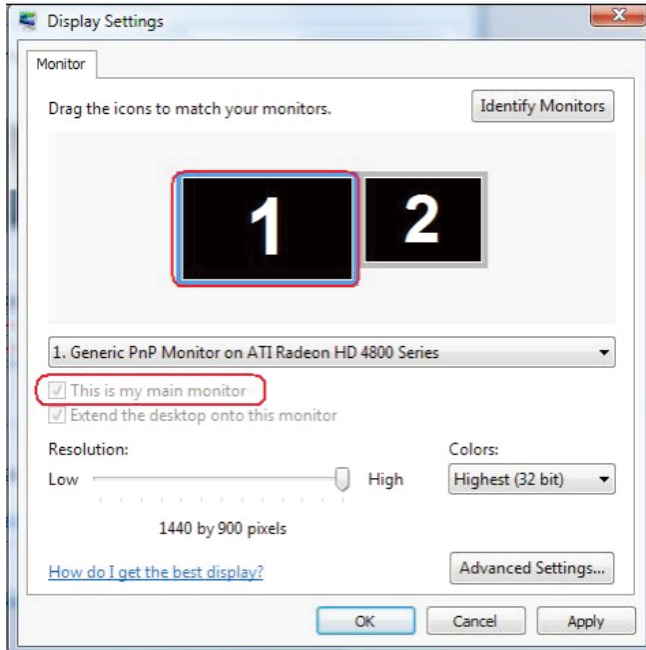 Display Settings
Monitor
Drag the icons to match your monitors.
Identify Monitors
1
2
1. Generic PnP Monitor on ATI Radeon HD 4800 Series
This is my main monitor
Extend the desktop onto this monitor
Resolution:
Colors:
Low
High
Highest (32 bit)
1440 by 900 pixels
How do I get the best display?
Advanced Settings...
OK
Cancel
Apply